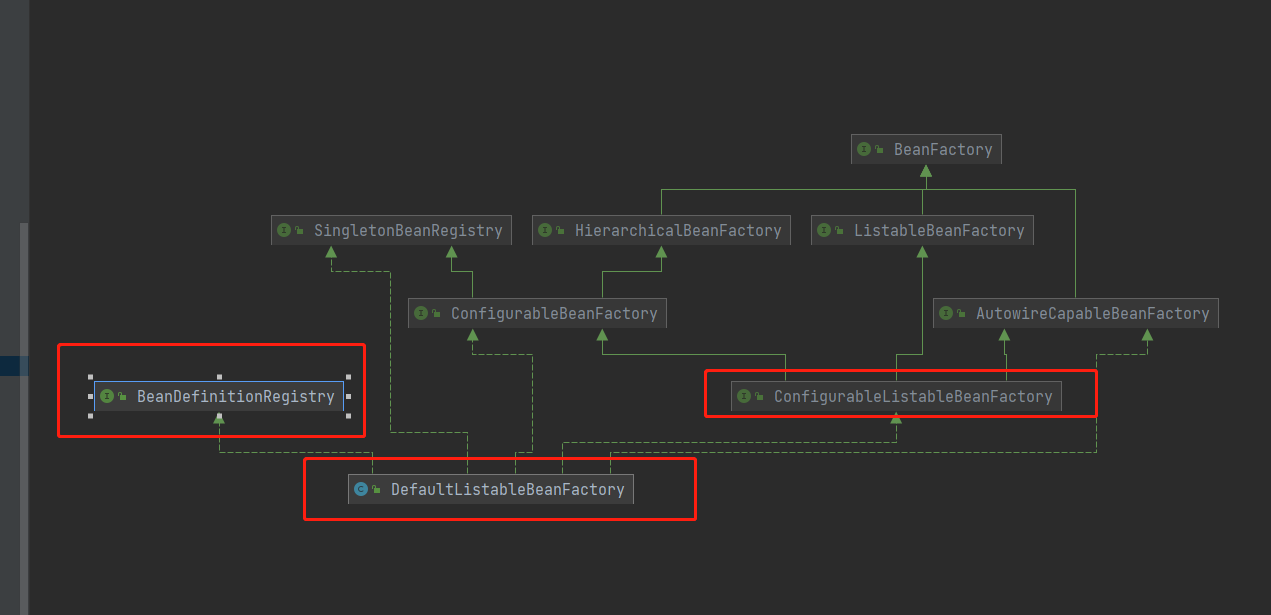 BeanFactory
SingletonBeanRegistry
HierarchicalBeanFactory
ListableBeanFactory
ConfigurableBeanFactory
AutowireCapableBeanFactory
BeanDefinitionRegistry
ConfigurableListableBeanFactory
DefaultListableBeanFactory